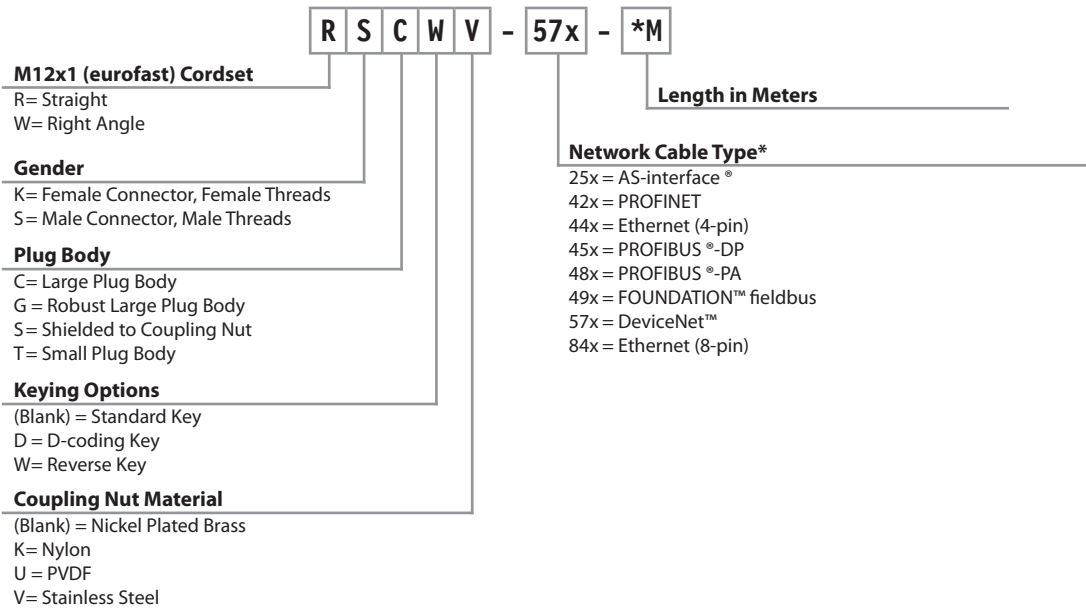 R S C W V - 57x - *M
M12x1 (eurofast) Cordset
R= Straight
W= Right Angle
Length in Meters
Network Cable Type*
25x = AS-interface ®
42x = PROFINET
44x = Ethernet (4-pin)
45x = PROFIBUS ®-DP
48x = PROFIBUS ®-PA
49x = FOUNDATION™ fieldbus
57x = DeviceNet™
84x = Ethernet (8-pin)
Gender
K= Female Connector, Female Threads
S= Male Connector, Male Threads
Plug Body
C= Large Plug Body
G = Robust Large Plug Body
S= Shielded to Coupling Nut
T= Small Plug Body
Keying Options
(Blank) = Standard Key
D = D-coding Key
W= Reverse Key
Coupling Nut Material
(Blank) = Nickel Plated Brass
K= Nylon
U = PVDF
V= Stainless Steel